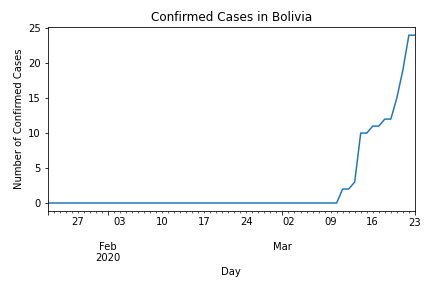 Confirmed Cases in Bolivia
25
20
15
10
5
0
Number of Confirmed Cases
27 03 10 17 24 02 09 16 23
Feb Mar
2020
Day